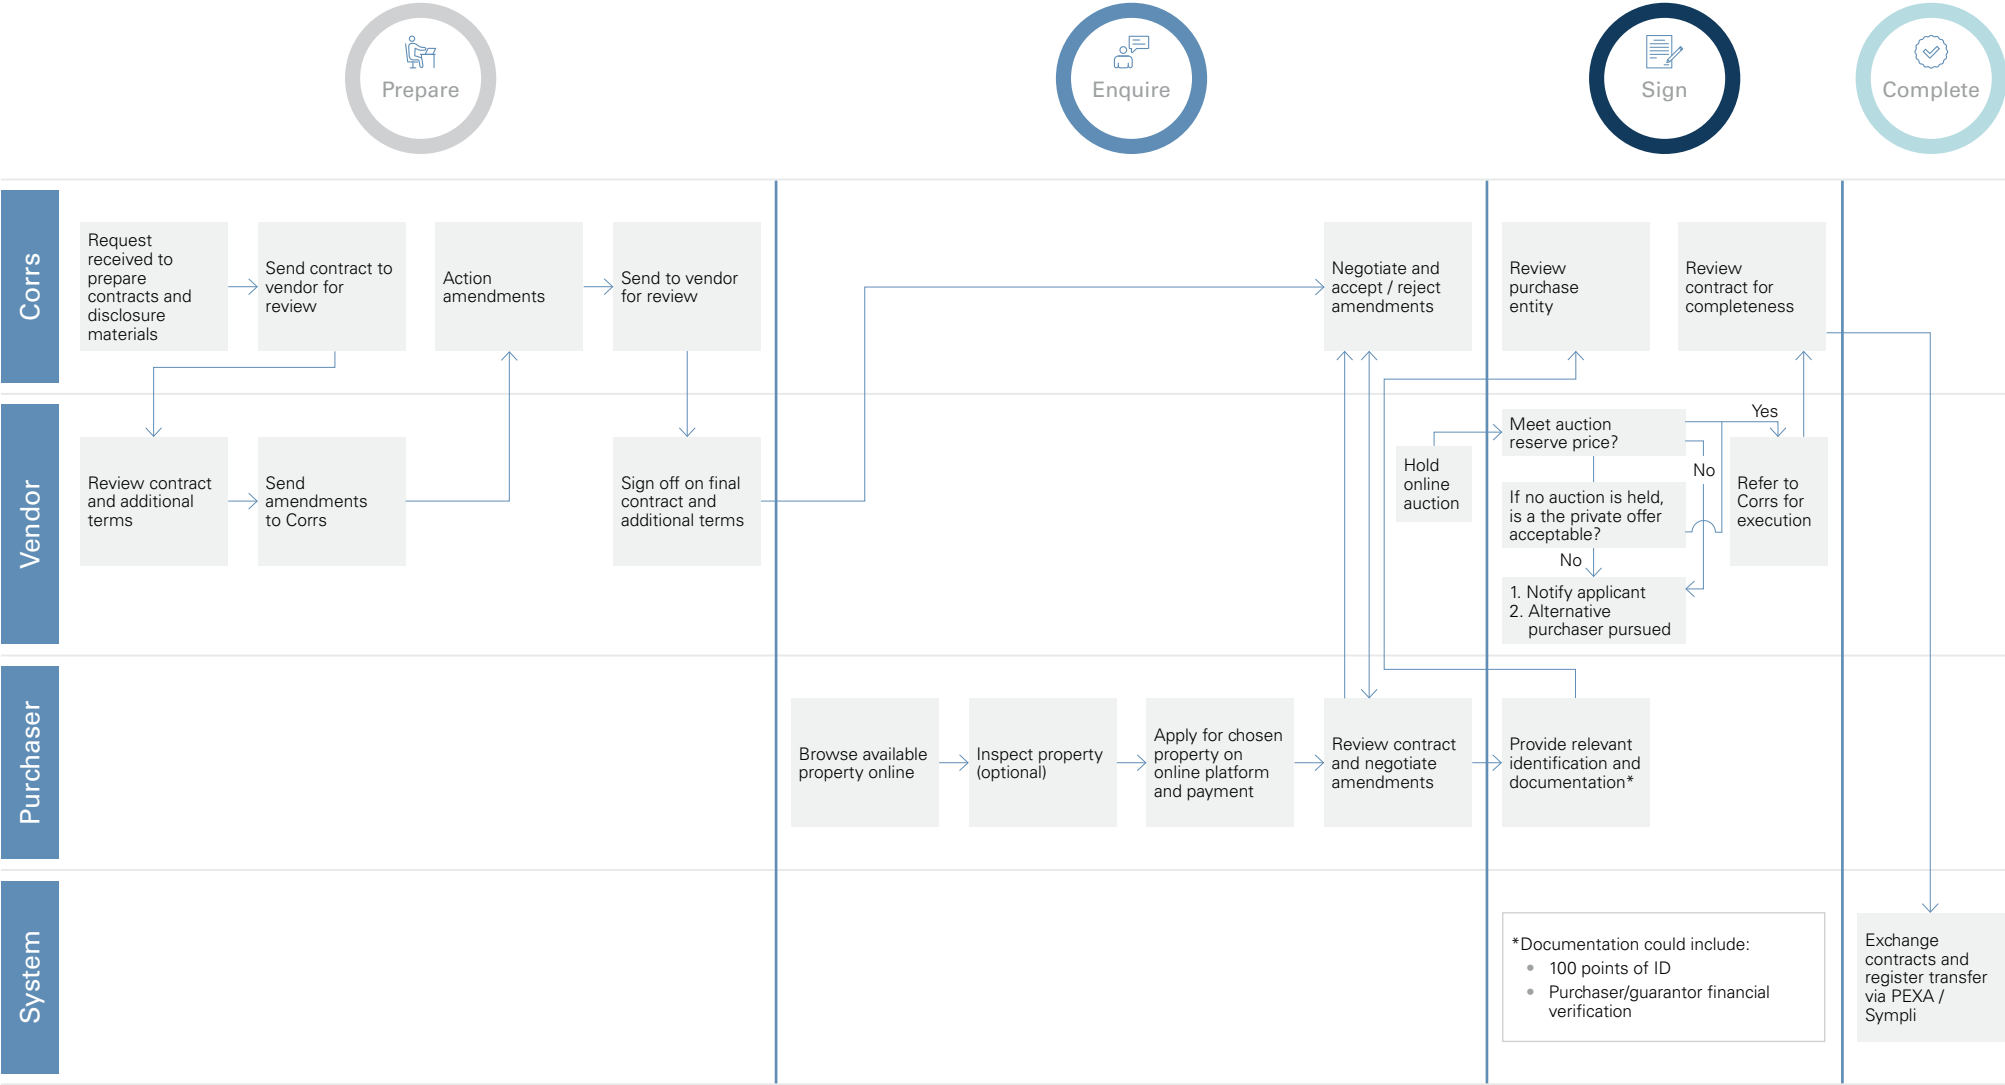 Prepare
Enquire
Sign
Complete
Corrs
Request
received to
prepare
contracts and
disclosure
materials
Send contract to
vendor for
review
Action
amendments
Send to vendor
for review
Negotiate and
accept / reject
amendments
Review
purchase
entity
Review
contract for
completeness
Vendor
Review contract
and additional
terms
Send
amendments
to Corrs
Sign off on final
contract and
additional terms
Hold
online
auction
Meet auction
reserve price?
Yes
No
If no auction is held,
is a the private offer
acceptable?
No
1. Notify applicant
2. Alternative
purchaser pursued
Refer to
Corrs for
execution
Purchaser
Browse available
property online
Inspect property
(optional)
Apply for chosen
property on
online platform
and payment
Review contract
and negotiate
amendments
Provide relevant
identification and
documentation*
System
*Documentation could include:
• 100 points of ID
• Purchaser/guarantor financial
verification
Exchange
contracts and
register transfer
via PEXA /
Sympli